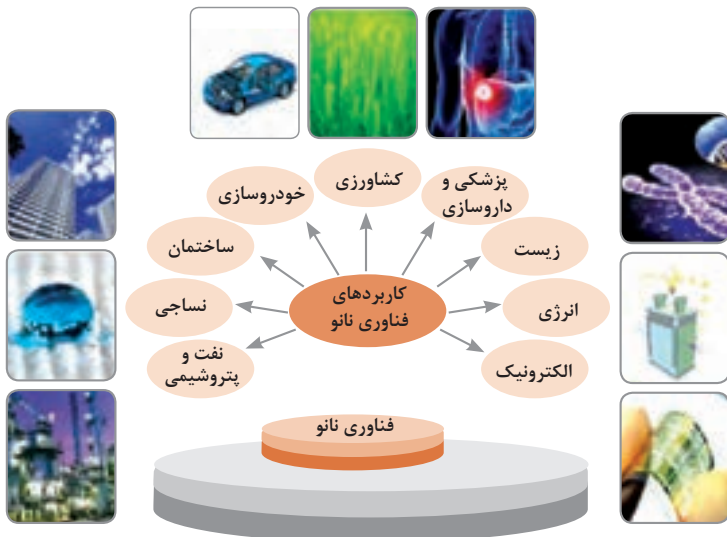 کشاورزی
پزشکی و
داروسازی
خودروسازی
زیست
ساختمان
انرژی
کاربردهای
فناوری نانو
نساجی
الکترونیک
نفت و
پتروشیمی
فناوری نانو